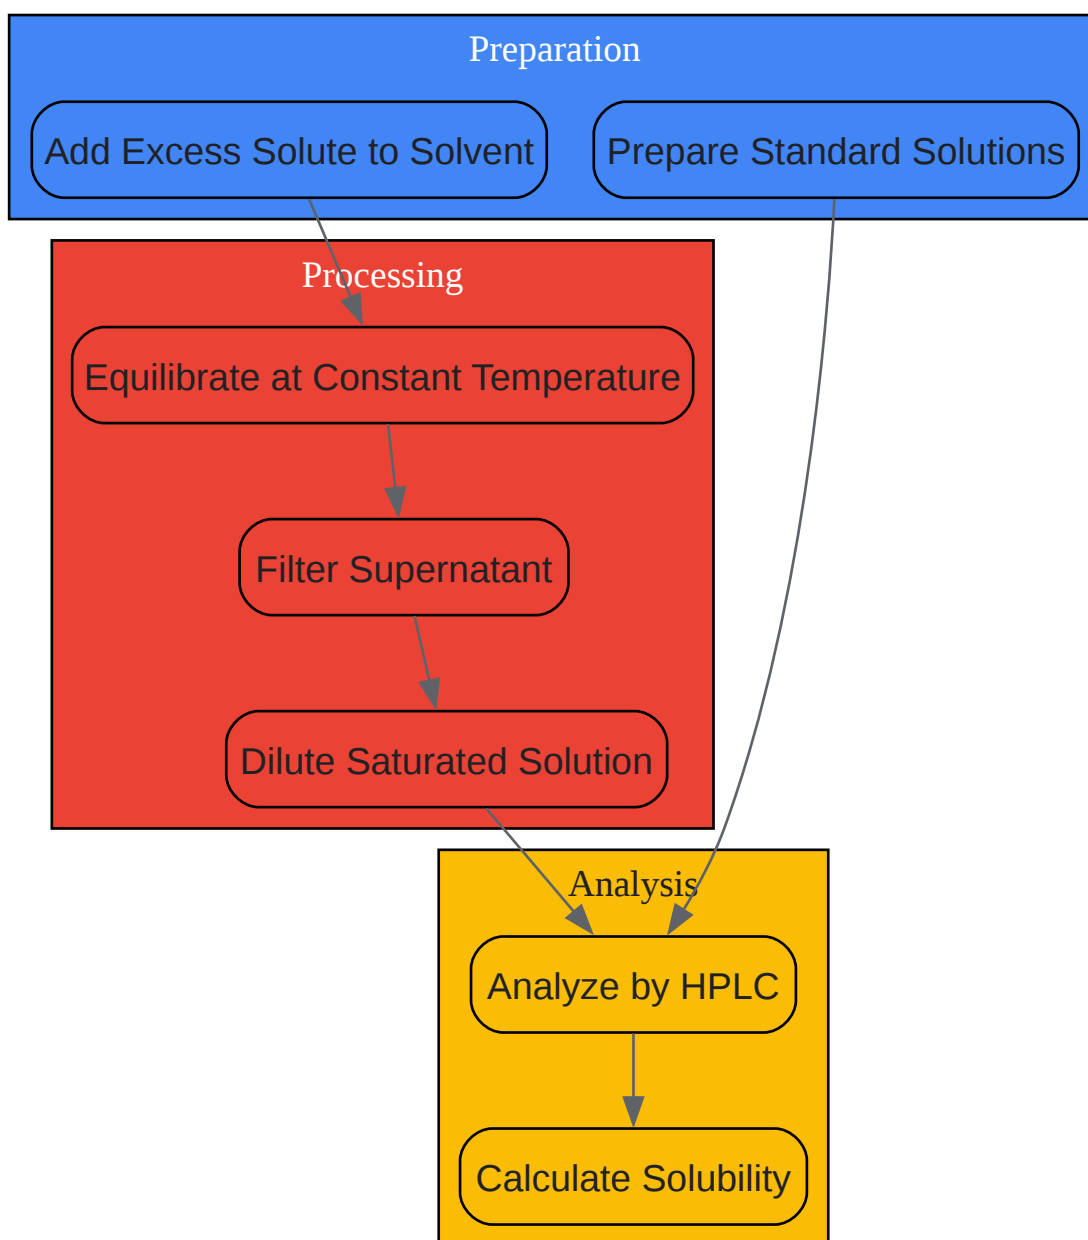 Preparation
Add Excess Solute to Solvent
Prepare Standard Solutions
Processing
Equilibrate at Constant Temperature
Filter Supernatant
Dilute Saturated Solution
Analysis
Analyze by HPLC
Calculate Solubility